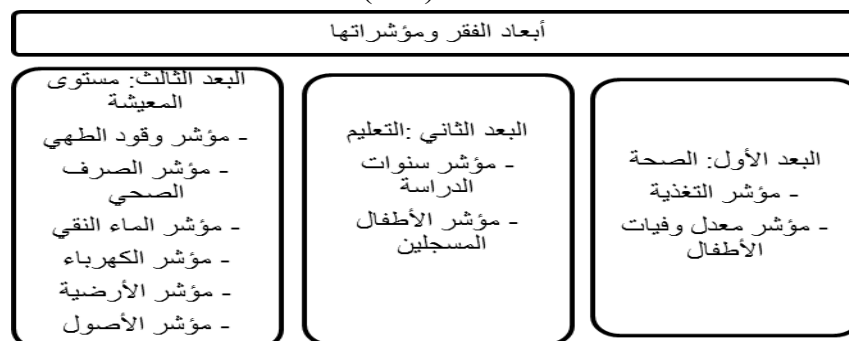 أبعاد الفقر ومؤشراتها
البعد الأول: الصحة
- مؤشر التغذية
- مؤشر معدل وفيات
الأطفال
البعد الثاني :التعليم
- مؤشر سنوات
الدراسة
- مؤشر الأطفال
المسجلين
البعد الثالث: مستوى
المعيشة
- مؤشر وقود الطهي
- مؤشر الصرف
الصحي
- مؤشر الماء النقي
- مؤشر الكهرباء
- مؤشر الأرضية
- مؤشر الأصول